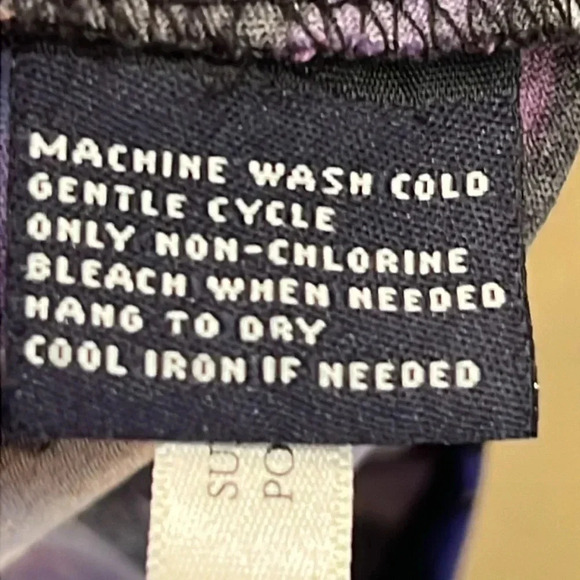 MACHINE WASH COLD
GENTLE CYCLE
ONLY NON-CHLORINE
BLEACH WHEN NEEDED
HANG TO DRY
COOL IRON IF NEEDED